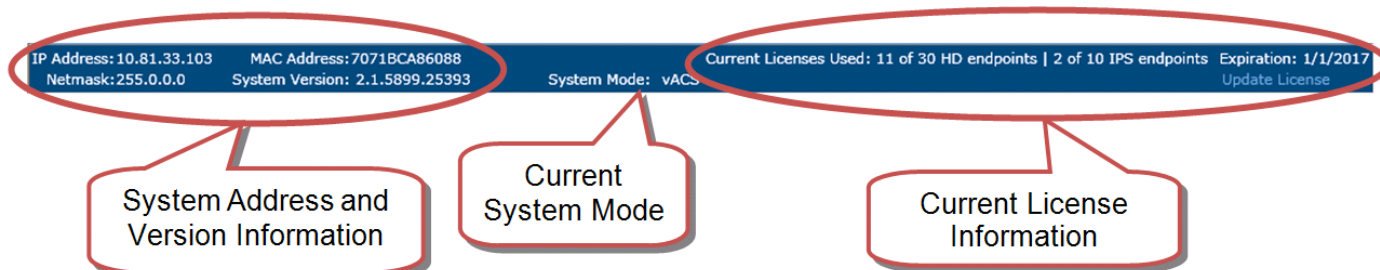 IP Address: 10.81.33.103 MAC Address: 7071BCA86088 Current Licenses Used: 11 of 30 HD endpoints | 2 of 10 IPS endpoints Expiration: 1/1/2017
Netmask: 255.0.0.0 System Version: 2.1.5899.25393 System Mode: vACS Update License
System Address and
Version Information
Current
System Mode
Current License
Information